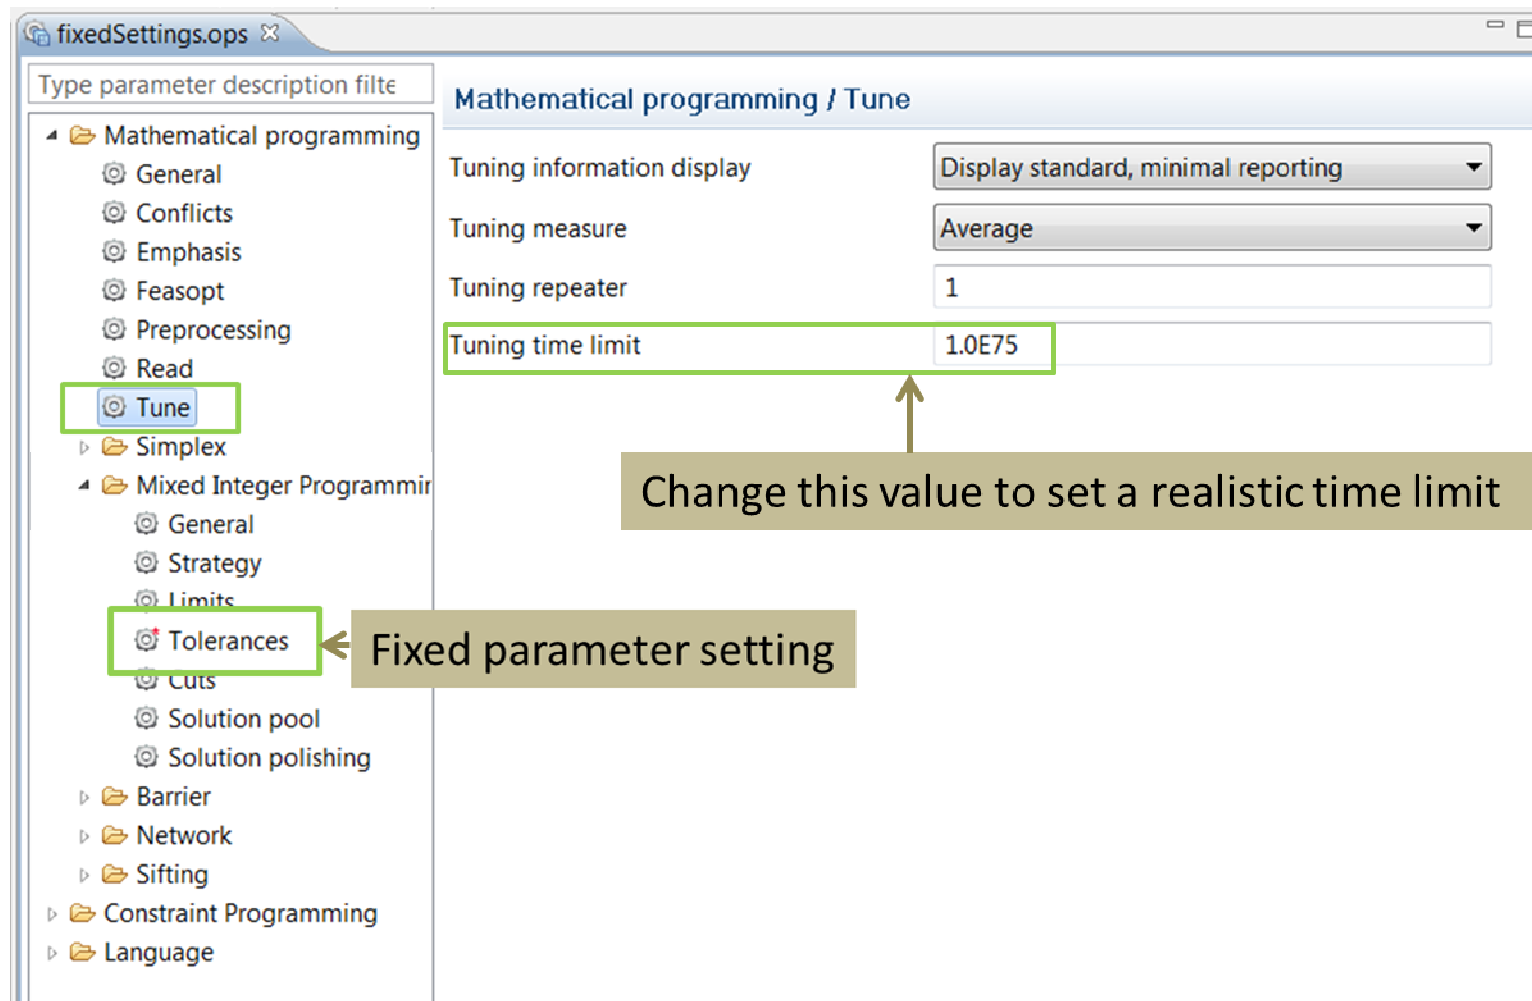 fixedSettings.ops
Type parameter description filte
Mathematical programming / Tune
Mathematical programming
General
Conflicts
Emphasis
Feasopt
Preprocessing
Read
Tune
Simplex
Mixed Integer Programmin
General
Strategy
Limits
Tolerances
Cuts
Solution pool
Solution polishing
Barrier
Network
Sifting
Constraint Programming
Language
Tuning information display
Display standard, minimal reporting
Tuning measure
Average
Tuning repeater
1
Tuning time limit
1.0E75
Change this value to set a realistic time limit
Fixed parameter setting